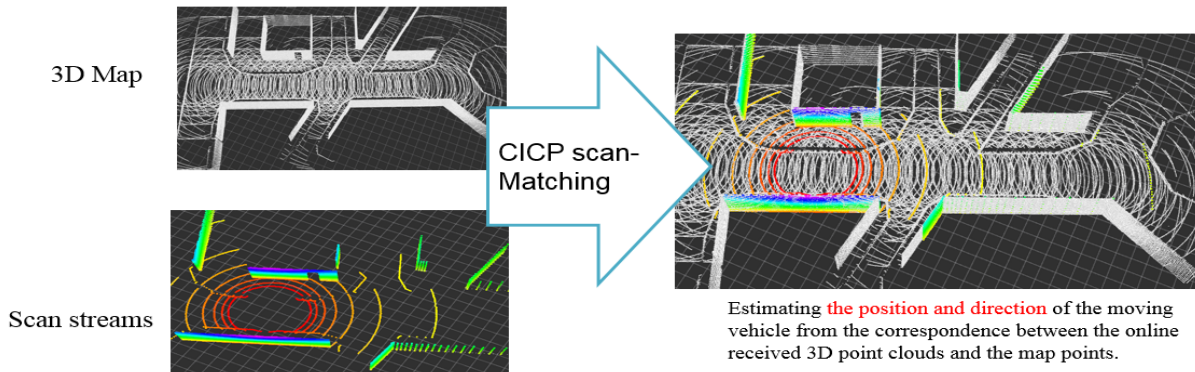 3D Map
Scan streams
CICP scan-
Matching
Estimating the position and direction of the moving
vehicle from the correspondence between the online
received 3D point clouds and the map points.